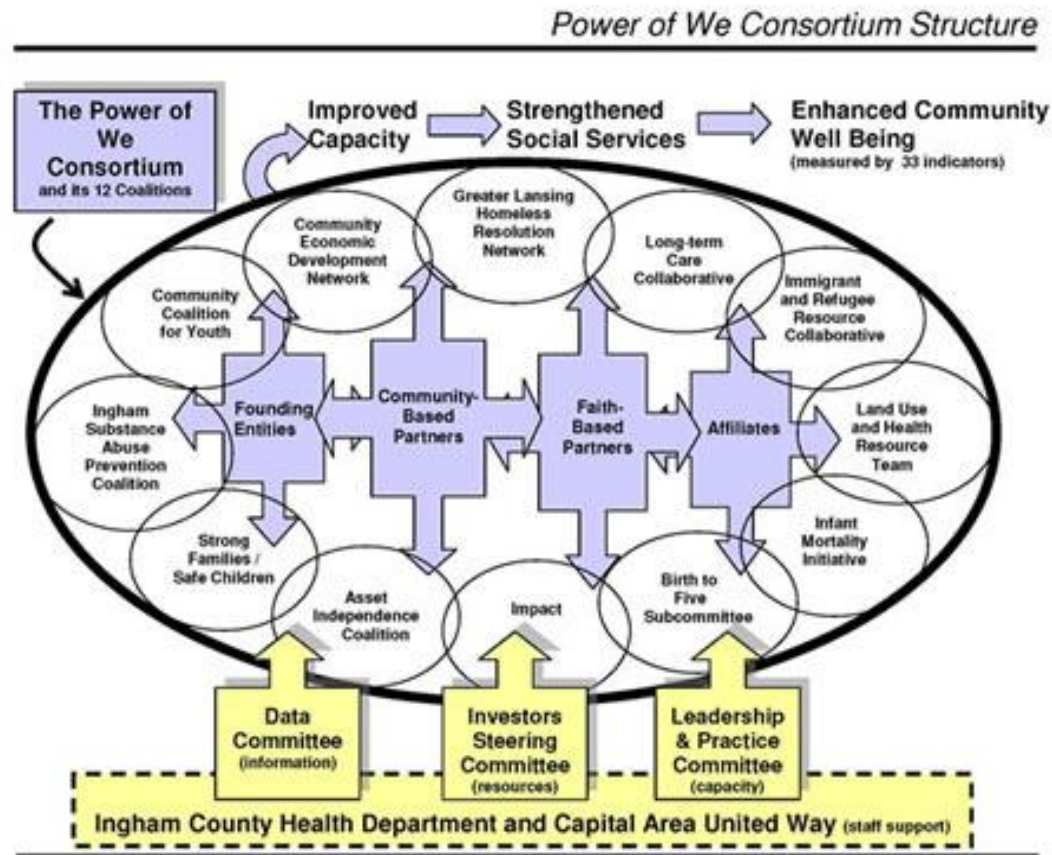 Power of We Consortium Structure
The Power of
We
Consortium
and its 12 Coalitions
Improved
Capacity
Strengthened
Social Services
Enhanced Community
Well Being
(measured by 33 indicators)
Community
Coalition
for Youth
Community
Economic
Development
Network
Greater Lansing
Homeless
Resolution
Network
Long-term
Care
Collaborative
Immigrant
and Refugee
Resource
Collaborative
Ingham
Substance
Abuse
Prevention
Coalition
Founding
Entities
Community-
Based
Partners
Faith-
Based
Partners
Affiliates
Land Use
and Health
Resource
Team
Strong
Families /
Safe Children
Asset
Independence
Coalition
Impact
Birth to
Five
Subcommittee
Infant
Mortality
Initiative
Data
Committee
(information)
Investors
Steering
Committee
(resources)
Leadership
& Practice
Committee
(capacity)
Ingham County Health Department and Capital Area United Way (staff support)